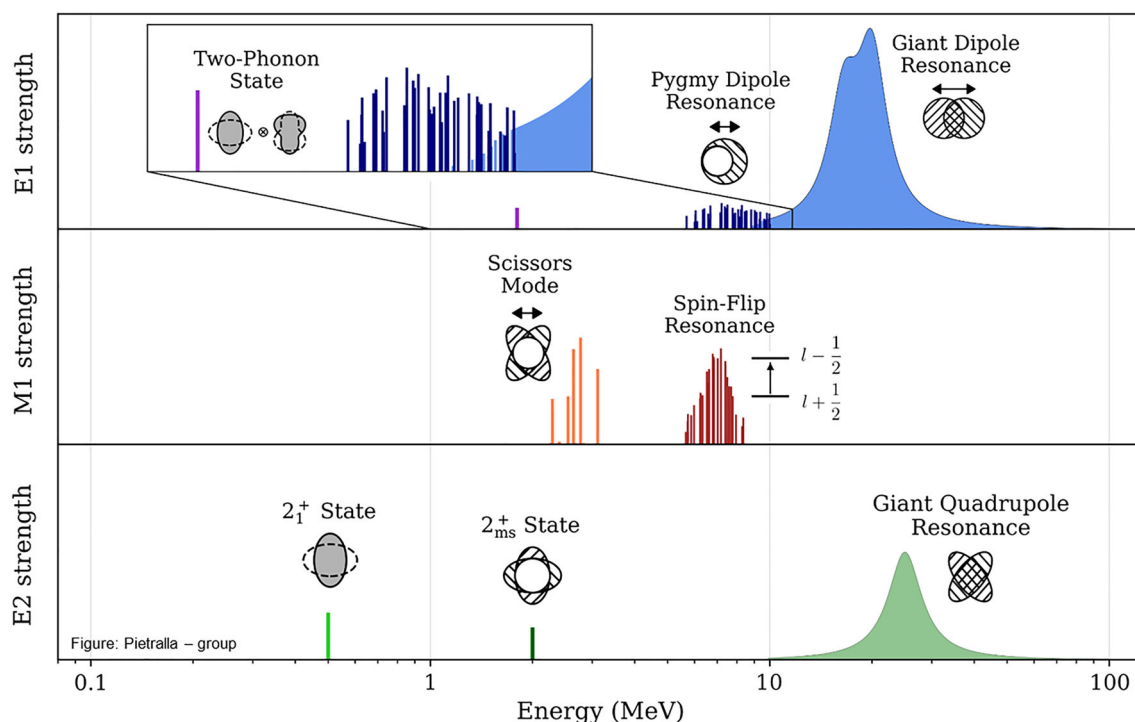 E1 strength
Two-Phonon
State
⊗
Pygmy Dipole
Resonance
Giant Dipole
Resonance
M1 strength
Scissors
Mode
Spin-Flip
Resonance
l − 1/2
l + 1/2
E2 strength
2₁⁺ State
2ₘₛ⁺ State
Giant Quadrupole
Resonance
Figure: Pietralla – group
0.1 1 10 100
Energy (MeV)